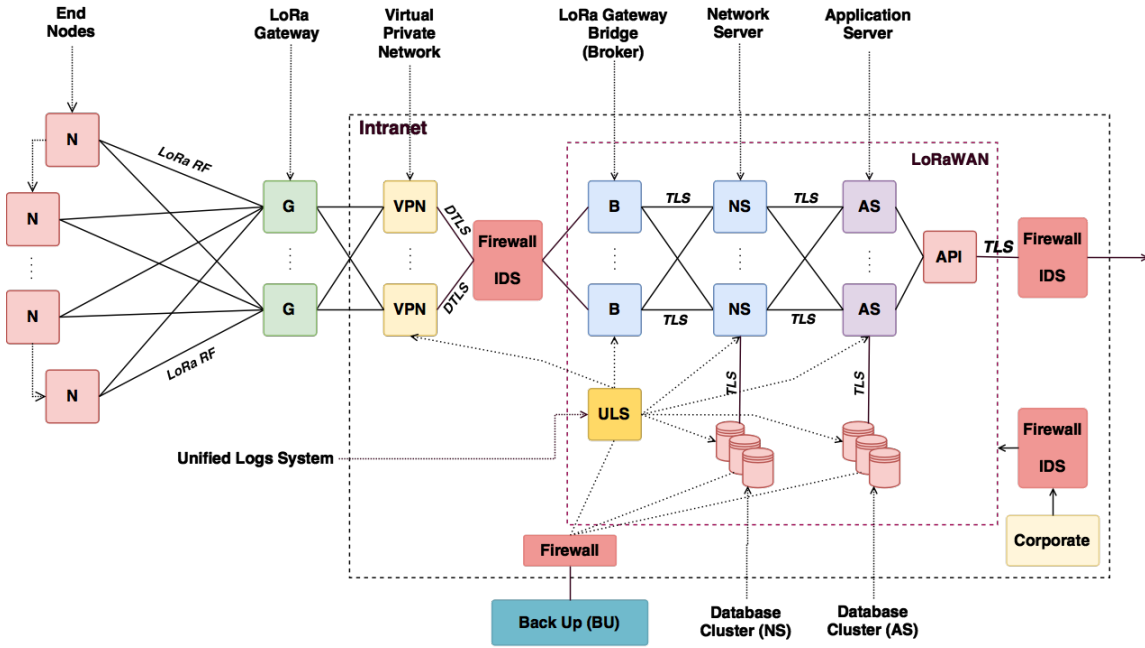 End
Nodes
LoRa
Gateway
Virtual
Private
Network
LoRa Gateway
Bridge
(Broker)
Network
Server
Application
Server
Intranet
LoRaWAN
N
N
N
N
LoRa RF
LoRa RF
G
G
VPN
VPN
DTLS
DTLS
Firewall
IDS
B
B
TLS
TLS
NS
NS
TLS
TLS
AS
AS
API
TLS
Firewall
IDS
ULS
TLS
TLS
Unified Logs System
Firewall
IDS
Corporate
Firewall
Back Up (BU)
Database
Cluster (NS)
Database
Cluster (AS)